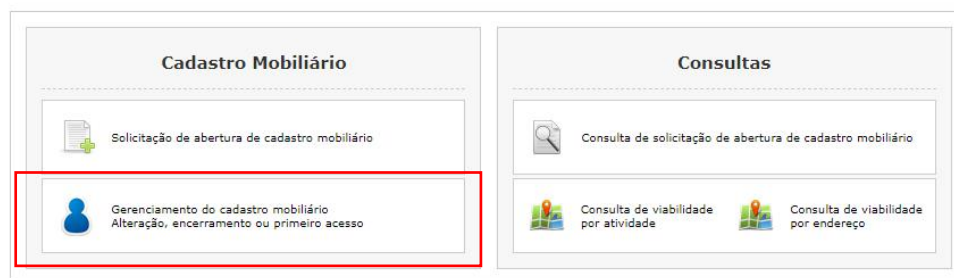 Cadastro Mobiliário
Solicitação de abertura de cadastro mobiliário
Gerenciamento do cadastro mobiliário
Alteração, encerramento ou primeiro acesso
Consultas
Consulta de solicitação de abertura de cadastro mobiliário
Consulta de viabilidade
por atividade
Consulta de viabilidade
por endereço